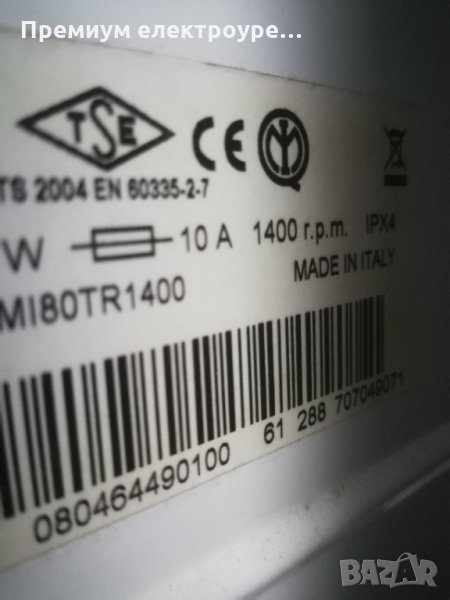 Премиум електроуре...
TSE CE
TS 2004 EN 60335-2-7
W 10 A 1400 r.p.m. IPX4
MADE IN ITALY
MI80TR1400
61 288 707049071
080464490100
BAZAR